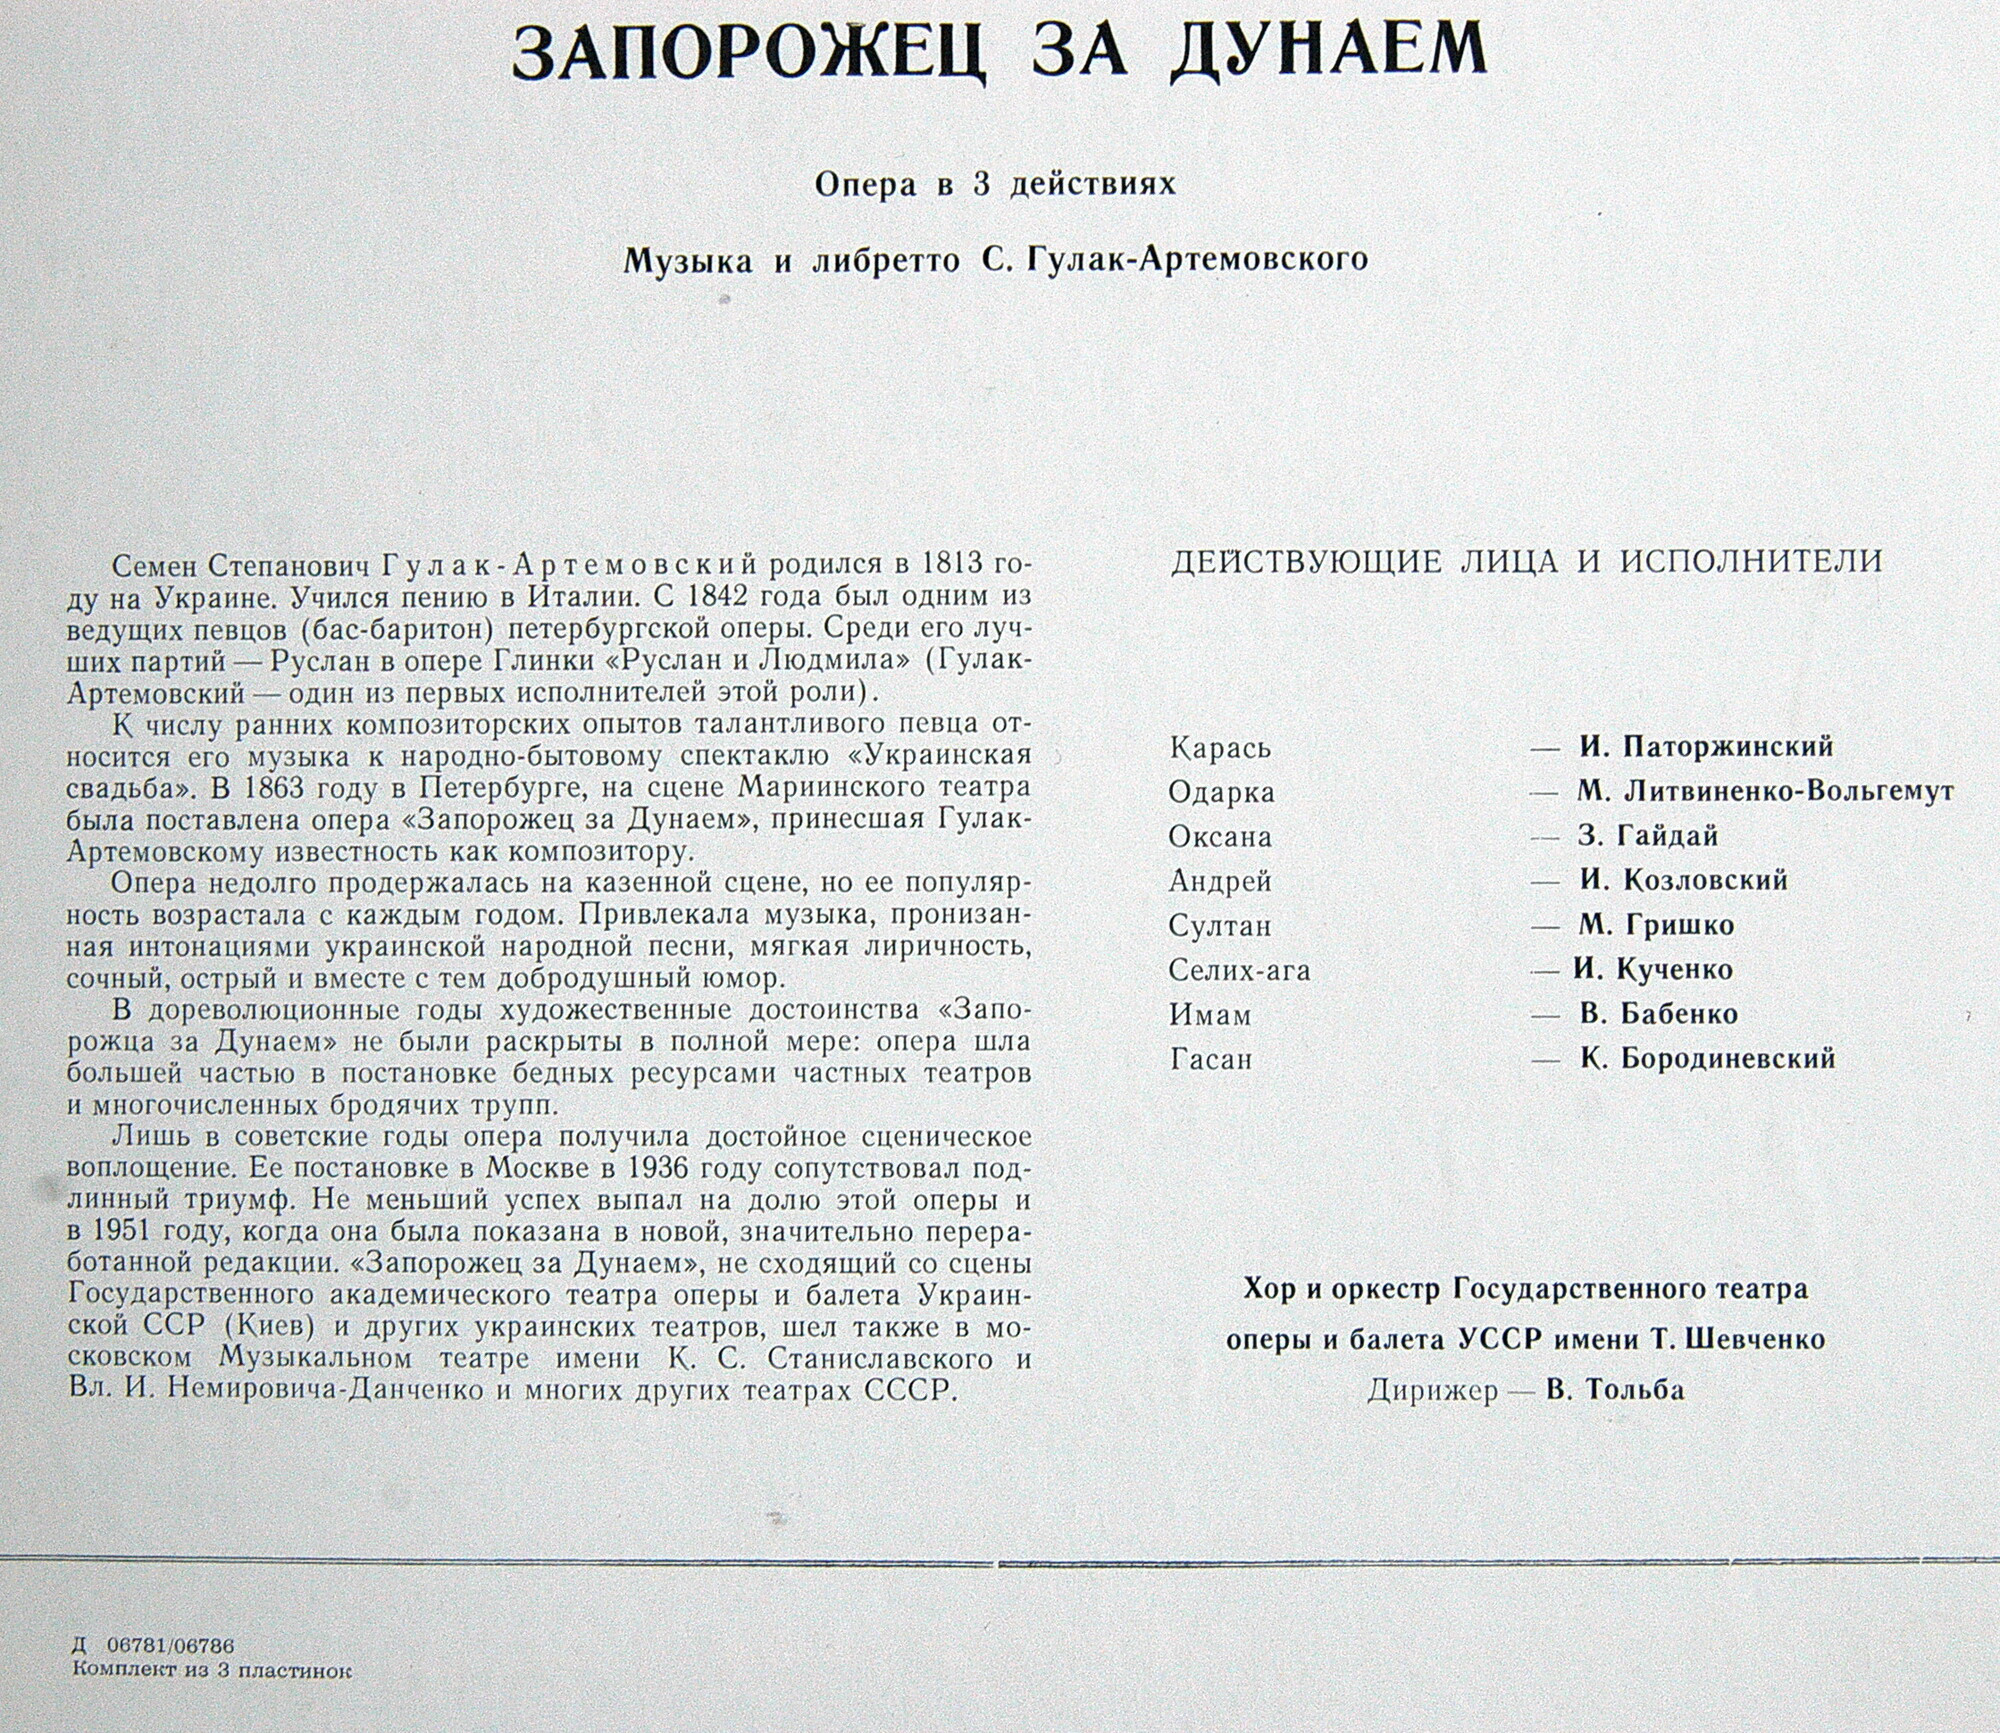 ЗАПОРОЖЕЦ ЗА ДУНАЕМ
Опера в 3 действиях
Музыка и либретто С. Гулак-Артемовского
Семен Степанович Гулак-Артемовский родился в 1813 го-
ду на Украине. Учился пению в Италии. С 1842 года был одним из
ведущих певцов (бас-баритон) петербургской оперы. Среди его луч-
ших партий — Руслан в опере Глинки «Руслан и Людмила» (Гулак-
Артемовский — один из первых исполнителей этой роли).
К числу ранних композиторских опытов талантливого певца от-
носится его музыка к народно-бытовому спектаклю «Украинская
свадьба». В 1863 году в Петербурге, на сцене Мариинского театра
была поставлена опера «Запорожец за Дунаем», принесшая Гулак-
Артемовскому известность как композитору.
Опера недолго продержалась на казенной сцене, но ее популяр-
ность возрастала с каждым годом. Привлекала музыка, пронизан-
ная интонациями украинской народной песни, мягкая лиричность,
сочный, острый и вместе с тем добродушный юмор.
В дореволюционные годы художественные достоинства «Запо-
рожца за Дунаем» не были раскрыты в полной мере: опера шла
большей частью в постановке бедных ресурсами частных театров
и многочисленных бродячих трупп.
Лишь в советские годы опера получила достойное сценическое
воплощение. Ее постановке в Москве в 1936 году сопутствовал под-
линный триумф. Не меньший успех выпал на долю этой оперы и
в 1951 году, когда она была показана в новой, значительно перера-
ботанной редакции. «Запорожец за Дунаем», не сходящий со сцены
Государственного академического театра оперы и балета Украин-
ской ССР (Киев) и других украинских театров, шел также в мо-
сковском Музыкальном театре имени К. С. Станиславского и
Вл. И. Немировича-Данченко и многих других театрах СССР.
ДЕЙСТВУЮЩИЕ ЛИЦА И ИСПОЛНИТЕЛИ
Карась — И. Паторжинский
Одарка — М. Литвиненко-Вольгемут
Оксана — З. Гайдай
Андрей — И. Козловский
Султан — М. Гришко
Селих-ага — И. Кученко
Имам — В. Бабенко
Гасан — К. Бородиневский
Хор и оркестр Государственного театра
оперы и балета УССР имени Т. Шевченко
Дирижер — В. Тольба
Д 06781/06786
Комплект из 3 пластинок